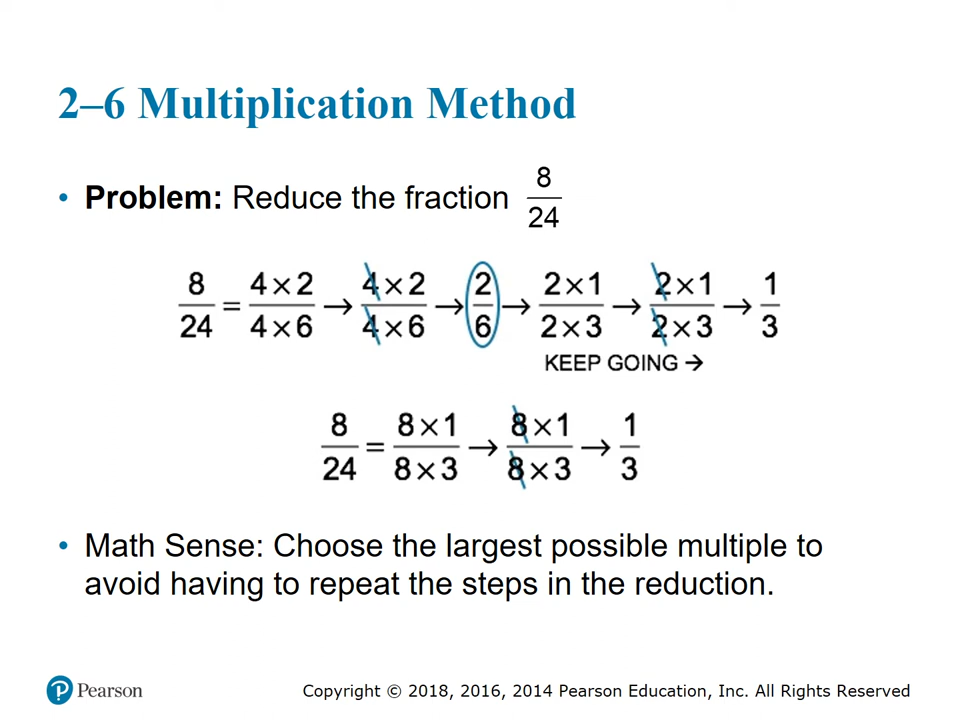 2–6 Multiplication Method
• Problem: Reduce the fraction 8/24
8/24 = 4×2/4×6 → 4×2/4×6 → 2/6 → 2×1/2×3 → 2×1/2×3 → 1/3
KEEP GOING →
8/24 = 8×1/8×3 → 8×1/8×3 → 1/3
• Math Sense: Choose the largest possible multiple to
avoid having to repeat the steps in the reduction.
P Pearson
Copyright © 2018, 2016, 2014 Pearson Education, Inc. All Rights Reserved